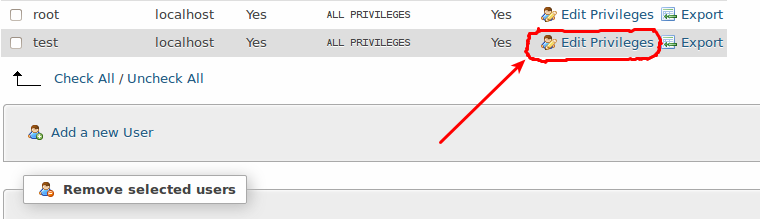 root localhost Yes ALL PRIVILEGES Yes Edit Privileges Export
test localhost Yes ALL PRIVILEGES Yes Edit Privileges Export
Check All / Uncheck All
Add a new User
Remove selected users